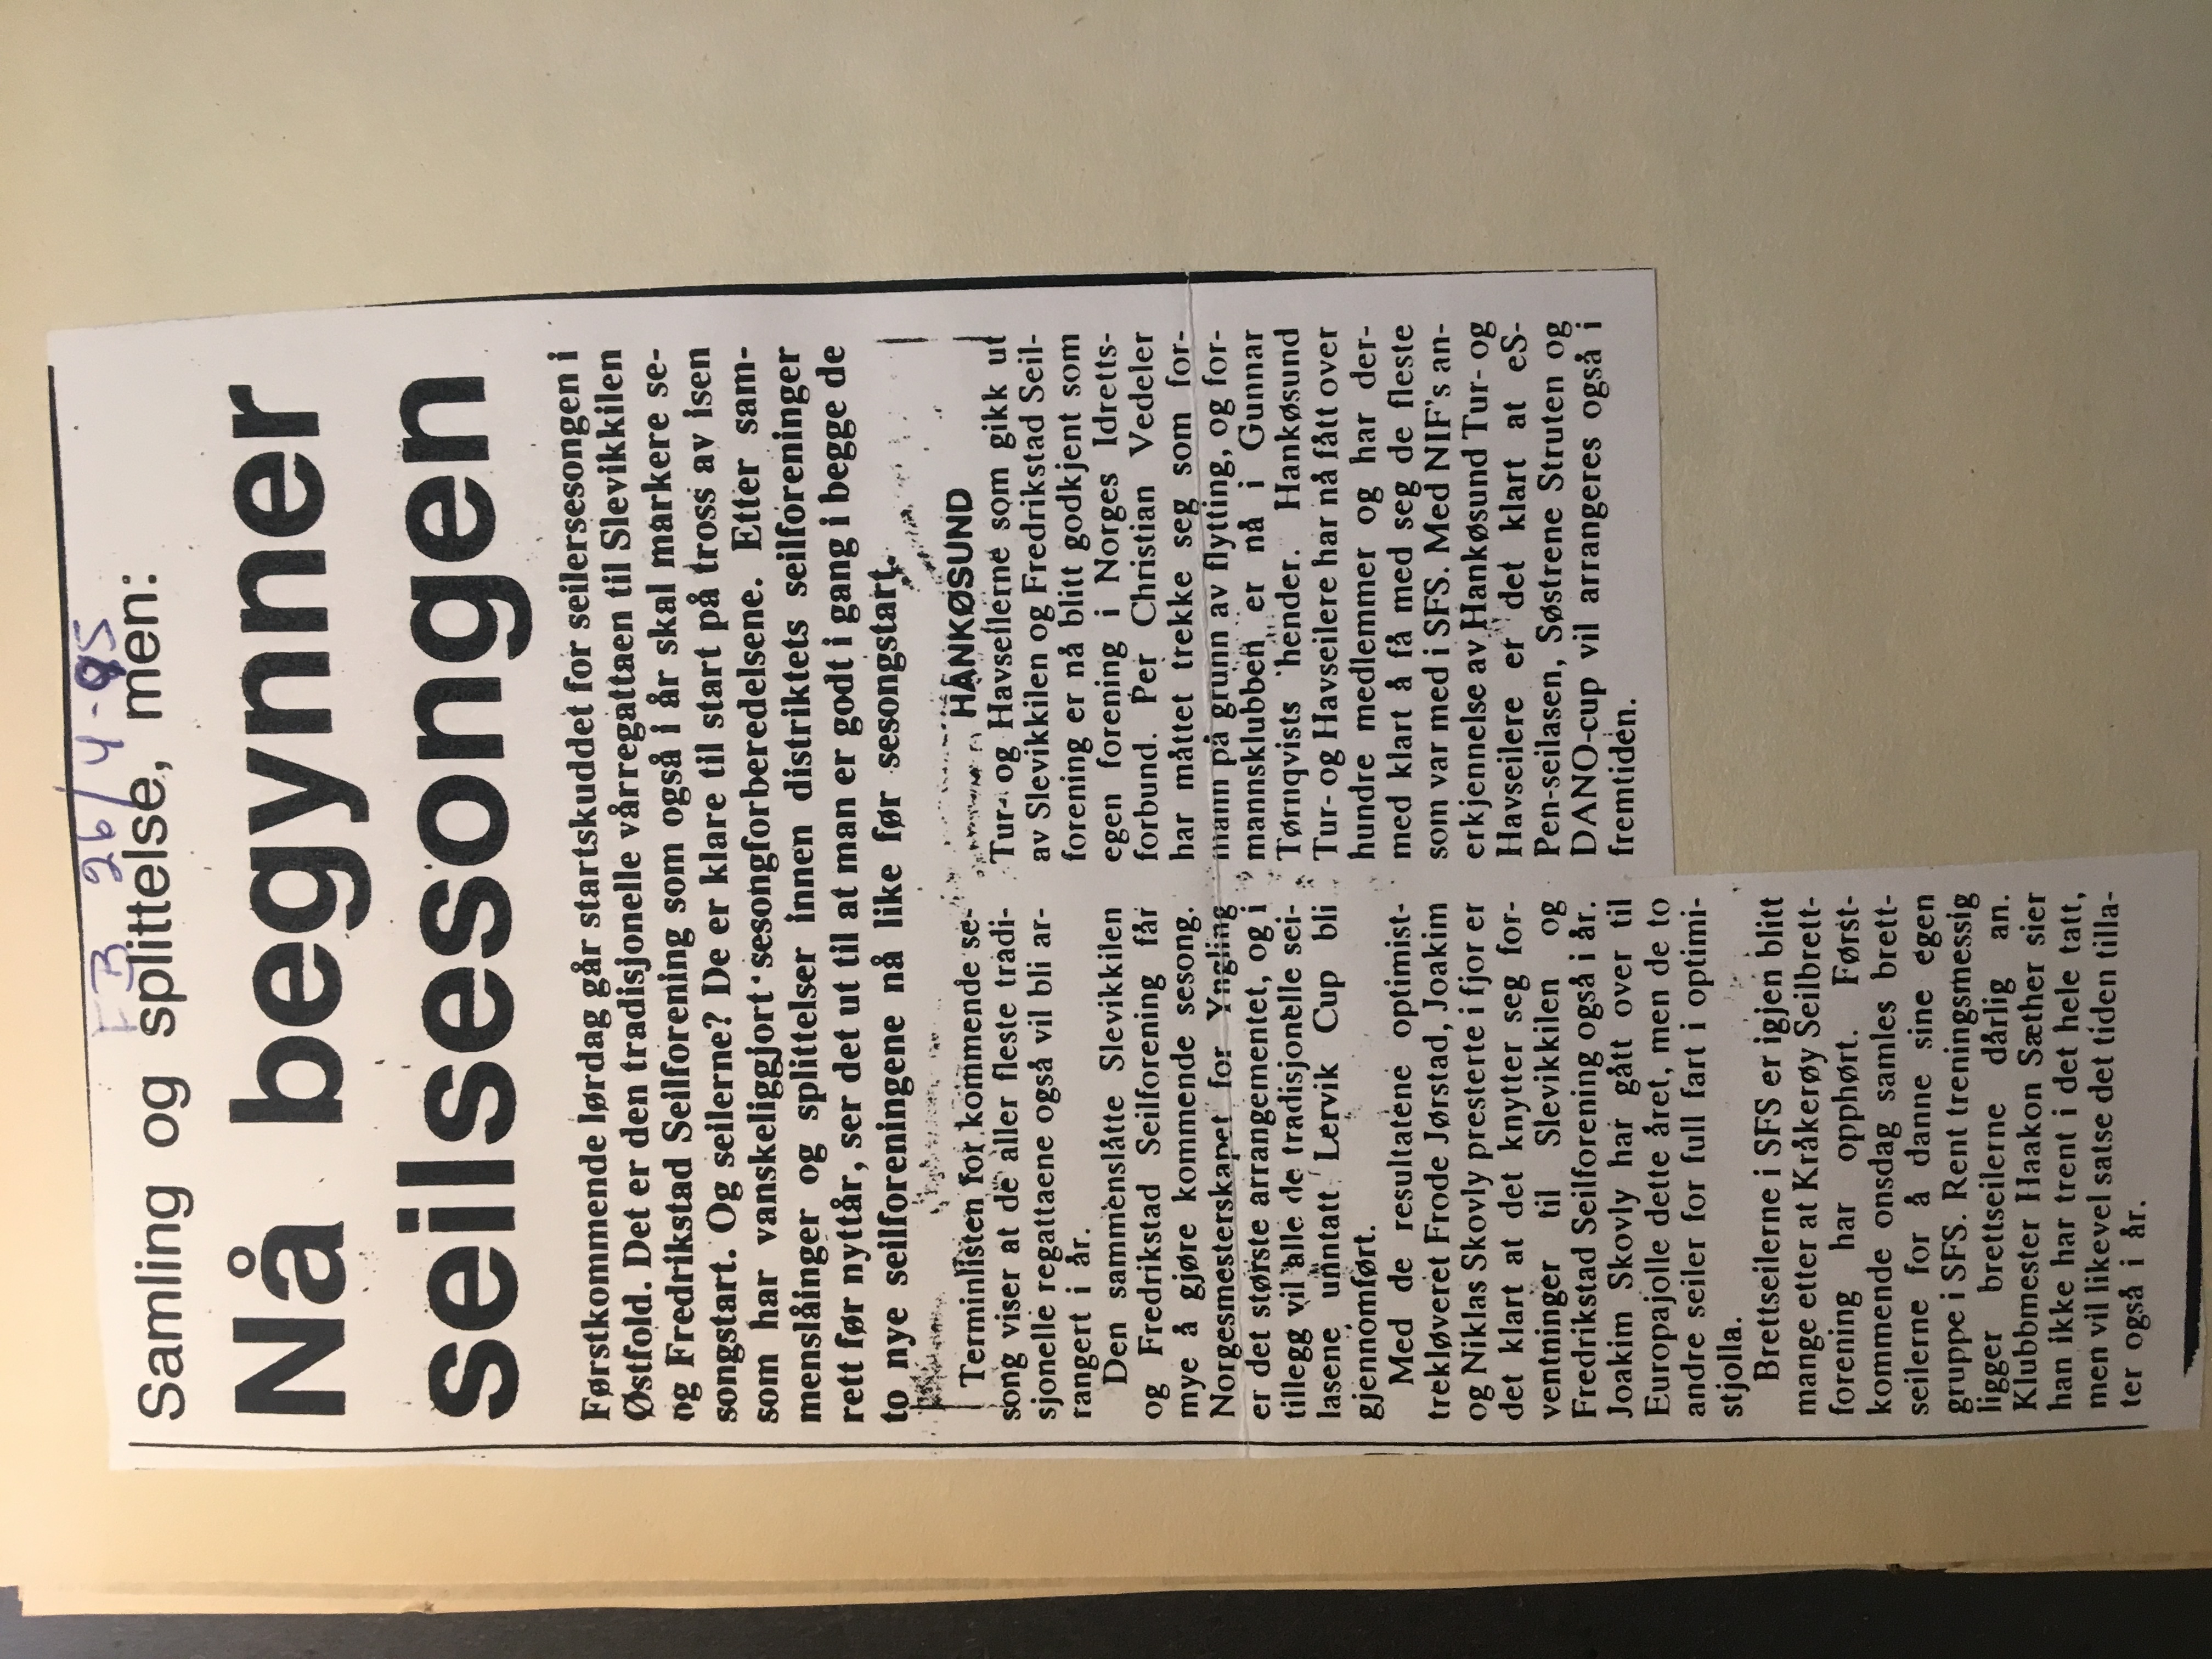 FB 26/4-85
Samling og splittelse, men:
Nå begynner
seilsesongen
Førstkommende lørdag går startskuddet for seilersesongen i
Østfold. Det er den tradisjonelle vårregattaen til Slevikkilen
og Fredrikstad Seilforening som også i år skal markere se-
songstart. Og seilerne? De er klare til start på tross av isen
som har vanskeliggjort sesongforberedelsene. Etter sam-
menslåinger og splittelser innen distriktets seilforeninger
rett før nyttår, ser det ut til at man er godt i gang i begge de
to nye seilforeningene nå like før sesongstart.
Terminlisten for kommende se-
song viser at de aller fleste tradi-
sjonelle regattaene også vil bli ar-
rangert i år.
Den sammenslåtte Slevikkilen
og Fredrikstad Seilforening får
mye å gjøre kommende sesong.
Norgesmesterskapet for Yngling
er det største arrangementet, og i
tillegg vil alle de tradisjonelle sei-
lasene unntatt Lervik Cup bli
gjennomført.
Med de resultatene optimist-
trekløveret Frode Jørstad, Joakim
og Niklas Skovly presterte i fjor er
det klart at det knytter seg for-
ventninger til Slevikkilen og
Fredrikstad Seilforening også i år.
Joakim Skovly har gått over til
Europajolle dette året, men de to
andre seiler for full fart i optimi-
stjolla.
Brettseilerne i SFS er igjen blitt
mange etter at Kråkerøy Seilbrett-
forening har opphørt. Først-
kommende onsdag samles brett-
seilerne for å danne sine egen
gruppe i SFS. Rent treningsmessig
ligger brettseilerne dårlig an.
Klubbmester Haakon Sæther sier
han ikke har trent i det hele tatt,
men vil likevel satse det tiden tilla-
ter også i år.
HANKØSUND
Tur- og Havseilerne som gikk ut
av Slevikkilen og Fredrikstad Seil-
forening er nå blitt godkjent som
egen forening i Norges Idretts-
forbund. Per Christian Vedeler
har måttet trekke seg som for-
mann på grunn av flytting, og for-
mannsklubben er nå i Gunnar
Tørnqvists hender. Hankøsund
Tur- og Havseilere har nå fått over
hundre medlemmer og har der-
med klart å få med seg de fleste
som var med i SFS. Med NIF's an-
erkjennelse av Hankøsund Tur- og
Havseilere er det klart at eS-
Pen-seilasen, Søstrene Struten og
DANO-cup vil arrangeres også i
fremtiden.